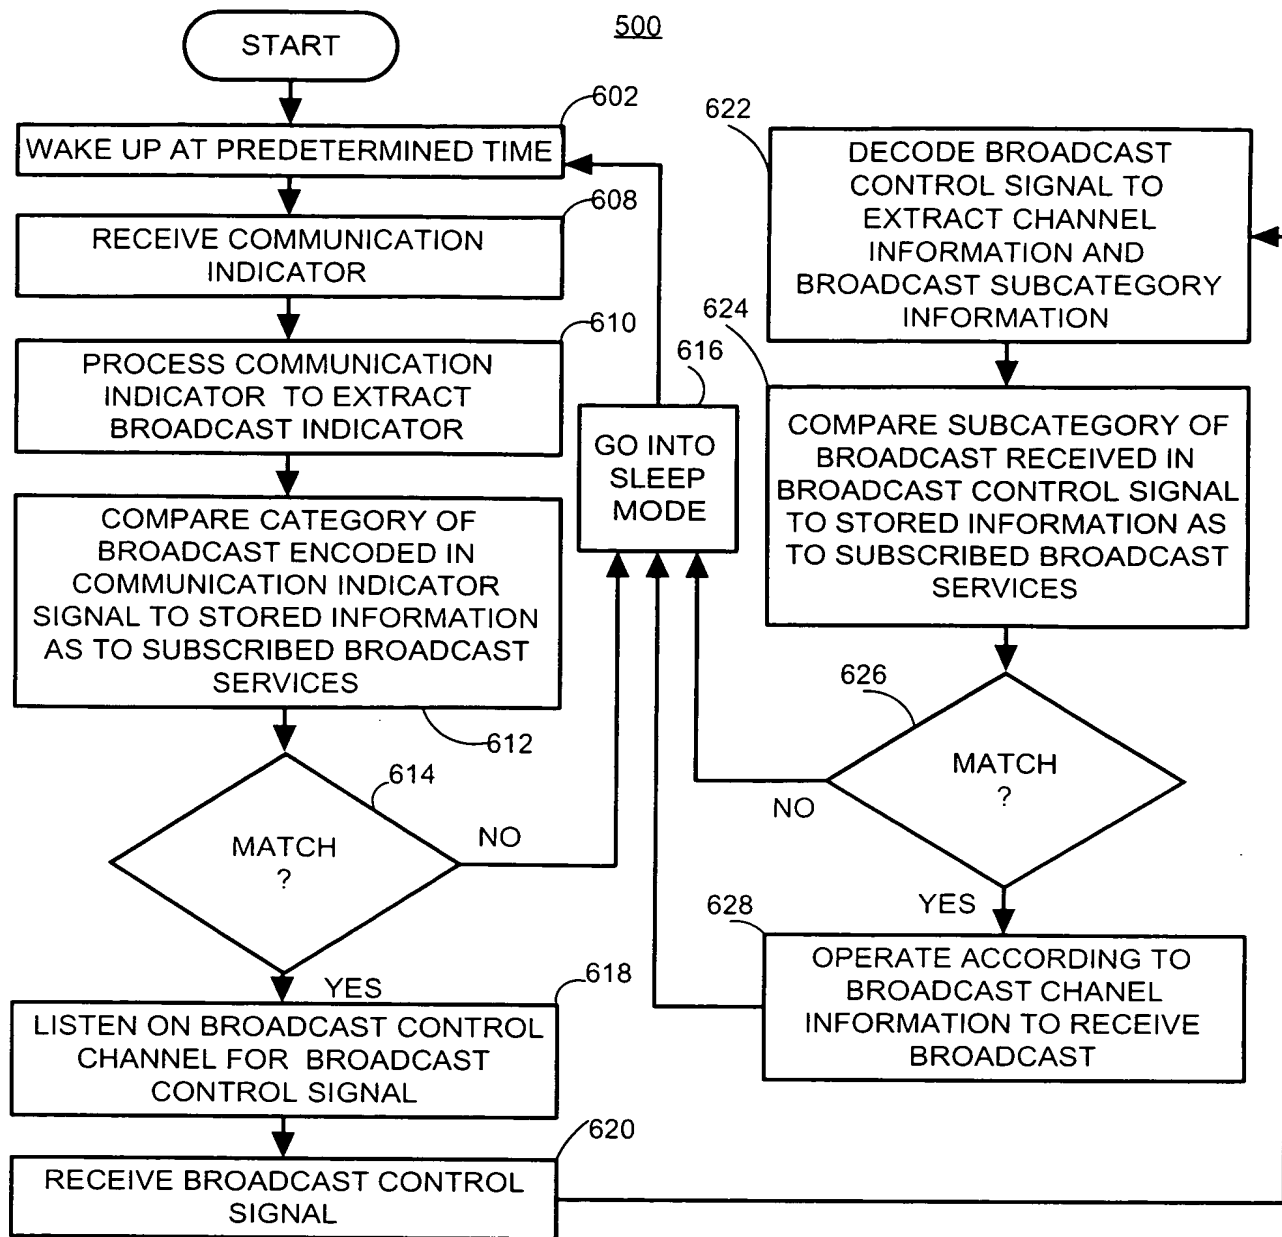 500
START
602
WAKE UP AT PREDETERMINED TIME
608
RECEIVE COMMUNICATION
INDICATOR
610
PROCESS COMMUNICATION
INDICATOR TO EXTRACT
BROADCAST INDICATOR
COMPARE CATEGORY OF
BROADCAST ENCODED IN
COMMUNICATION INDICATOR
SIGNAL TO STORED INFORMATION
AS TO SUBSCRIBED BROADCAST
SERVICES
612
614
MATCH
?
NO
YES
618
LISTEN ON BROADCAST CONTROL
CHANNEL FOR BROADCAST
CONTROL SIGNAL
620
RECEIVE BROADCAST CONTROL
SIGNAL
616
GO INTO
SLEEP
MODE
622
DECODE BROADCAST
CONTROL SIGNAL TO
EXTRACT CHANNEL
INFORMATION AND
BROADCAST SUBCATEGORY
INFORMATION
624
COMPARE SUBCATEGORY OF
BROADCAST RECEIVED IN
BROADCAST CONTROL SIGNAL
TO STORED INFORMATION AS
TO SUBSCRIBED BROADCAST
SERVICES
626
MATCH
?
NO
YES
628
OPERATE ACCORDING TO
BROADCAST CHANEL
INFORMATION TO RECEIVE
BROADCAST